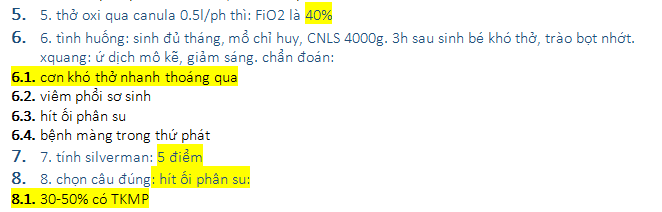 5. 5. thở oxi qua canula 0.5l/ph thì: FiO2 là 40%
6. 6. tình huống: sinh đủ tháng, mổ chỉ huy, CNLS 4000g. 3h sau sinh bé khó thở, trào bọt nhớt.
xquang: ứ dịch mô kẽ, giảm sáng. chẩn đoán:
6.1. cơn khó thở nhanh thoáng qua
6.2. viêm phổi sơ sinh
6.3. hít ối phân su
6.4. bệnh màng trong thứ phát
7. 7. tính silverman: 5 điểm
8. 8. chọn câu đúng: hít ối phân su:
8.1. 30-50% có TKMP